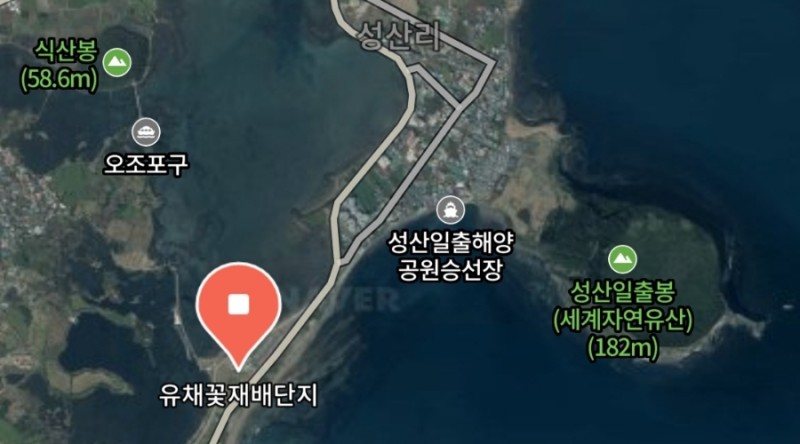 성산리
식산봉
(58.6m)
오조포구
성산일출해양
공원승선장
성산일출봉
(세계자연유산)
(182m)
NAVER
유채꽃재배단지